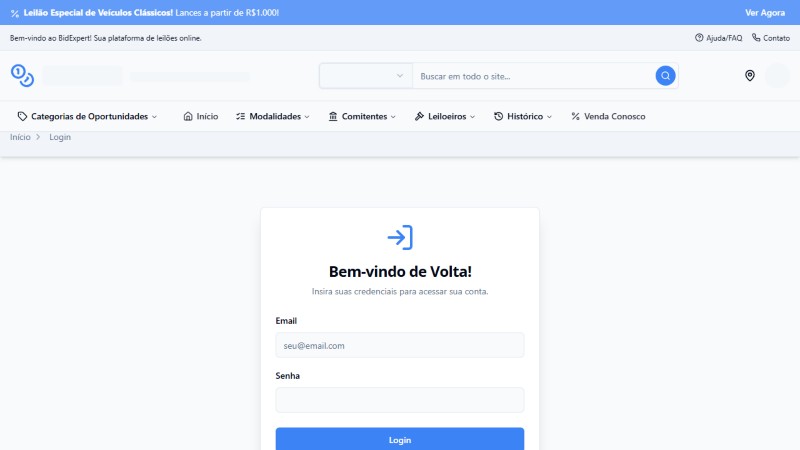 Leilão Especial de Veículos Clássicos! Lances a partir de R$1.000!
Ver Agora
Bem-vindo ao BidExpert! Sua plataforma de leilões online.
Ajuda/FAQ
Contato
Buscar em todo o site...
Categorias de Oportunidades
Início
Modalidades
Comitentes
Leiloeiros
Histórico
Venda Conosco
Início > Login
Bem-vindo de Volta!
Insira suas credenciais para acessar sua conta.
Email
seu@email.com
Senha
Login